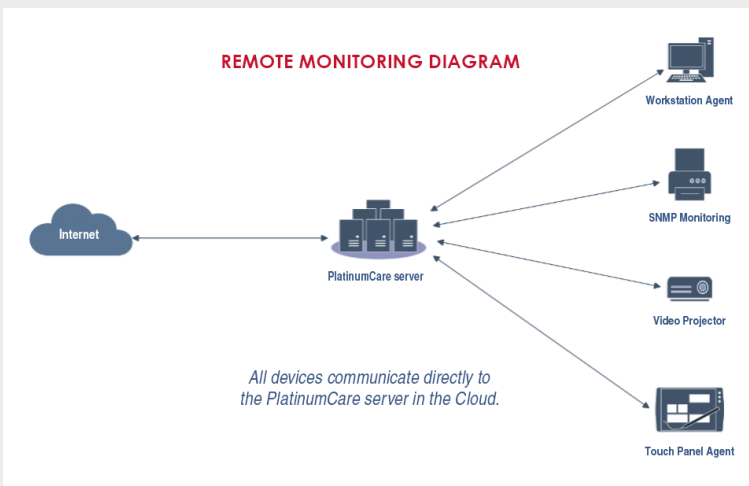 REMOTE MONITORING DIAGRAM
Workstation Agent
SNMP Monitoring
Internet
PlatinumCare server
Video Projector
All devices communicate directly to
the PlatinumCare server in the Cloud.
Touch Panel Agent